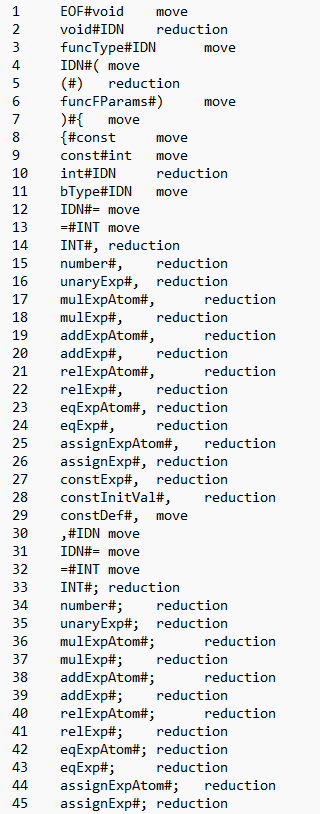 1 EOF#void move
2 void#IDN reduction
3 funcType#IDN move
4 IDN#( move
5 (#) reduction
6 funcFParams#) move
7 )#{ move
8 {#const move
9 const#int move
10 int#IDN reduction
11 bType#IDN move
12 IDN#= move
13 =#INT move
14 INT#, reduction
15 number#, reduction
16 unaryExp#, reduction
17 mulExpAtom#, reduction
18 mulExp#, reduction
19 addExpAtom#, reduction
20 addExp#, reduction
21 relExpAtom#, reduction
22 relExp#, reduction
23 eqExpAtom#, reduction
24 eqExp#, reduction
25 assignExpAtom#, reduction
26 assignExp#, reduction
27 constExp#, reduction
28 constInitVal#, reduction
29 constDef#, move
30 ,#IDN move
31 IDN#= move
32 =#INT move
33 INT#; reduction
34 number#; reduction
35 unaryExp#; reduction
36 mulExpAtom#; reduction
37 mulExp#; reduction
38 addExpAtom#; reduction
39 addExp#; reduction
40 relExpAtom#; reduction
41 relExp#; reduction
42 eqExpAtom#; reduction
43 eqExp#; reduction
44 assignExpAtom#; reduction
45 assignExp#; reduction